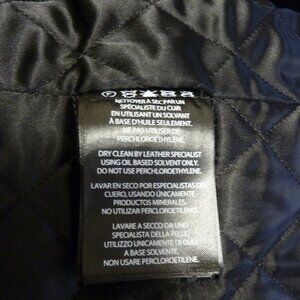 NETTOYER A SEC PAR UN
SPÉCIALISTE DU CUIR
EN UTILISANT UN SOLVANT
À BASE D'HUILE SEULEMENT.
NE PAS UTILISER DE
PERCHLOROETHYLENE.
DRY CLEAN BY LEATHER SPECIALIST
USING OIL BASED SOLVENT ONLY.
DO NOT USE PERCHLOROETHYLENE.
LAVAR EN SECO POR ESPECIALISTAS DEL
CUERO, USANDO ÚNICAMENTE
PRODUCTOS MINERALES.
NO UTILIZAR PERCLOROETILENO.
LAVARE A SECCO DA UNO
SPECIALISTA DELLA PELLE.
UTILIZZO UNICAMENTE DI OLIO
A BASE SOLVENTE.
NON USARE PERCLOROETILENE.